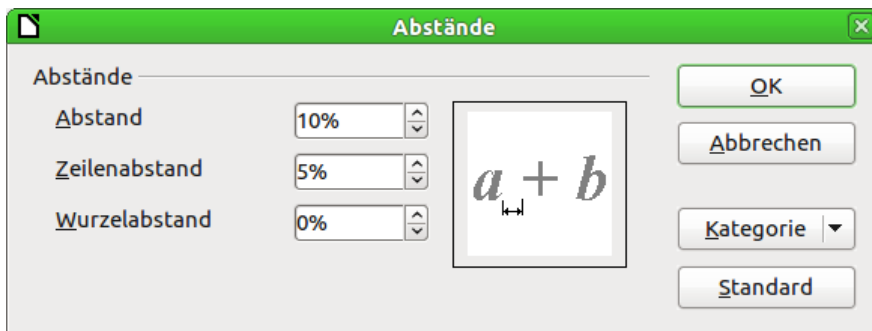 Abstände
Abstände
Abstand 10%
Zeilenabstand 5%
Wurzelabstand 0%
a + b
OK
Abbrechen
Kategorie
Standard